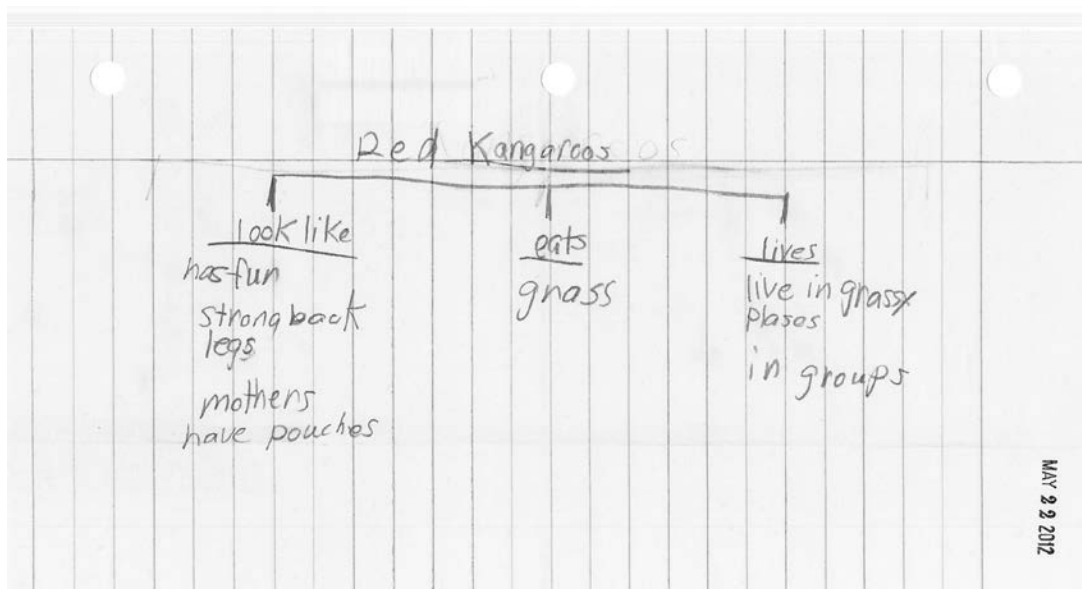 Red Kangaroos
look like
has fun
strong back
legs
mothers
have pouches
eats
grass
lives
live in grassy
plases
in groups
MAY 22 2012